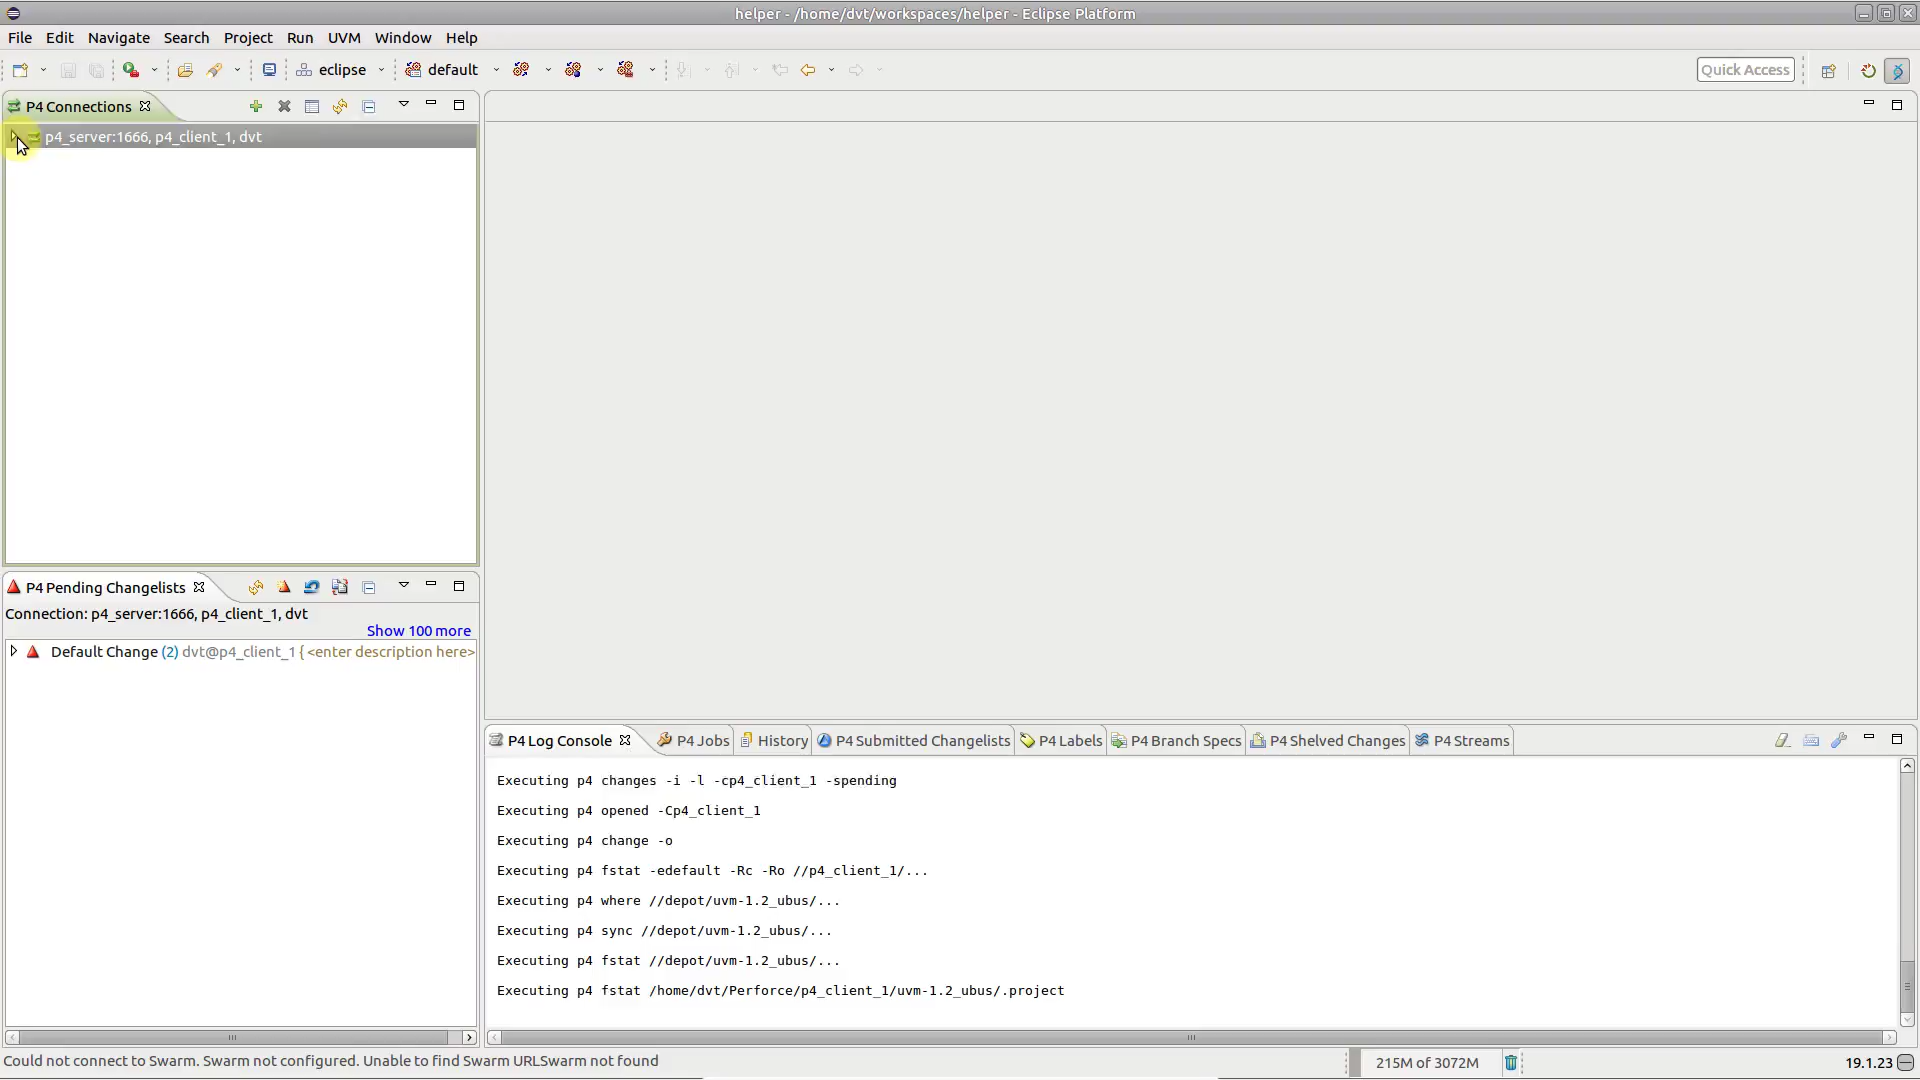 helper - /home/dvt/workspaces/helper - Eclipse Platform
File Edit Navigate Search Project Run UVM Window Help
eclipse default Quick Access
P4 Connections
p4_server:1666, p4_client_1, dvt
P4 Pending Changelists
Connection: p4_server:1666, p4_client_1, dvt
Show 100 more
Default Change (2) dvt@p4_client_1 { <enter description here>
P4 Log Console P4 Jobs History P4 Submitted Changelists P4 Labels P4 Branch Specs P4 Shelved Changes P4 Streams
Executing p4 changes -i -l -cp4_client_1 -spending
Executing p4 opened -Cp4_client_1
Executing p4 change -o
Executing p4 fstat -edefault -Rc -Ro //p4_client_1/...
Executing p4 where //depot/uvm-1.2_ubus/...
Executing p4 sync //depot/uvm-1.2_ubus/...
Executing p4 fstat //depot/uvm-1.2_ubus/...
Executing p4 fstat /home/dvt/Perforce/p4_client_1/uvm-1.2_ubus/.project
Could not connect to Swarm. Swarm not configured. Unable to find Swarm URLSwarm not found
215M of 3072M
19.1.23